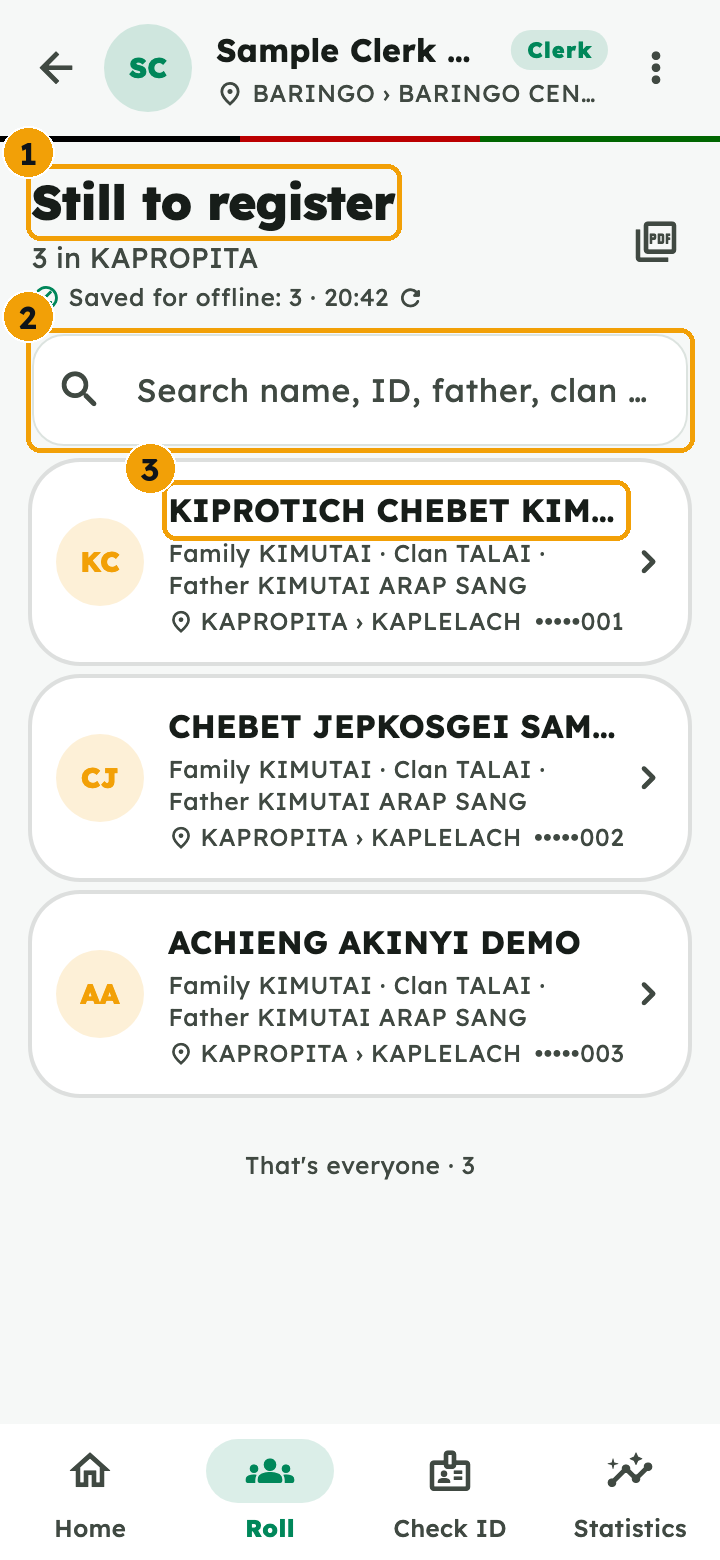 SC
Sample Clerk ...
Clerk
BARINGO › BARINGO CEN...
1
Still to register
3 in KAPROPITA
PDF
Saved for offline: 3 · 20:42
2
Search name, ID, father, clan ...
3
KIPROTICH CHEBET KIM...
KC
Family KIMUTAI · Clan TALAI ·
Father KIMUTAI ARAP SANG
KAPROPITA › KAPLELACH •••••001
CHEBET JEPKOSGEI SAM...
CJ
Family KIMUTAI · Clan TALAI ·
Father KIMUTAI ARAP SANG
KAPROPITA › KAPLELACH •••••002
ACHIENG AKINYI DEMO
AA
Family KIMUTAI · Clan TALAI ·
Father KIMUTAI ARAP SANG
KAPROPITA › KAPLELACH •••••003
That's everyone · 3
Home
Roll
Check ID
Statistics